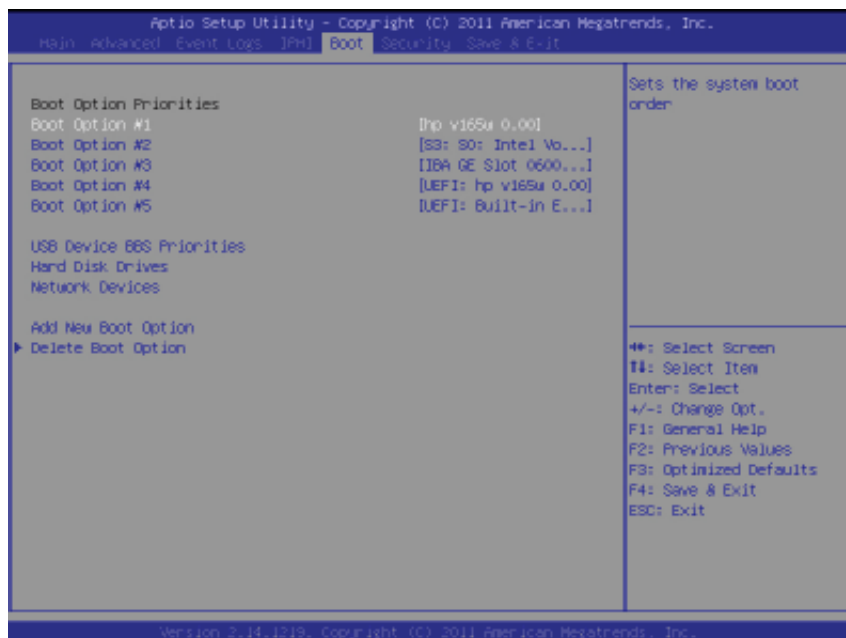 Aptio Setup Utility - Copyright (C) 2011 American Megatrends, Inc.
Main Advanced Event Logs IPMI Boot Security Save & Exit
Boot Option Priorities
Boot Option #1 [hp v165w 0.00]
Boot Option #2 [S3: S0: Intel Vo...]
Boot Option #3 [IBA GE Slot 0600...]
Boot Option #4 [UEFI: hp v165w 0.00]
Boot Option #5 [UEFI: Built-in E...]
USB Device BBS Priorities
Hard Disk Drives
Network Devices
Add New Boot Option
Delete Boot Option
Sets the system boot
order
: Select Screen
: Select Item
Enter: Select
+/-: Change Opt.
F1: General Help
F2: Previous Values
F3: Optimized Defaults
F4: Save & Exit
ESC: Exit
Version 2.14.1219. Copyright (C) 2011 American Megatrends, Inc.